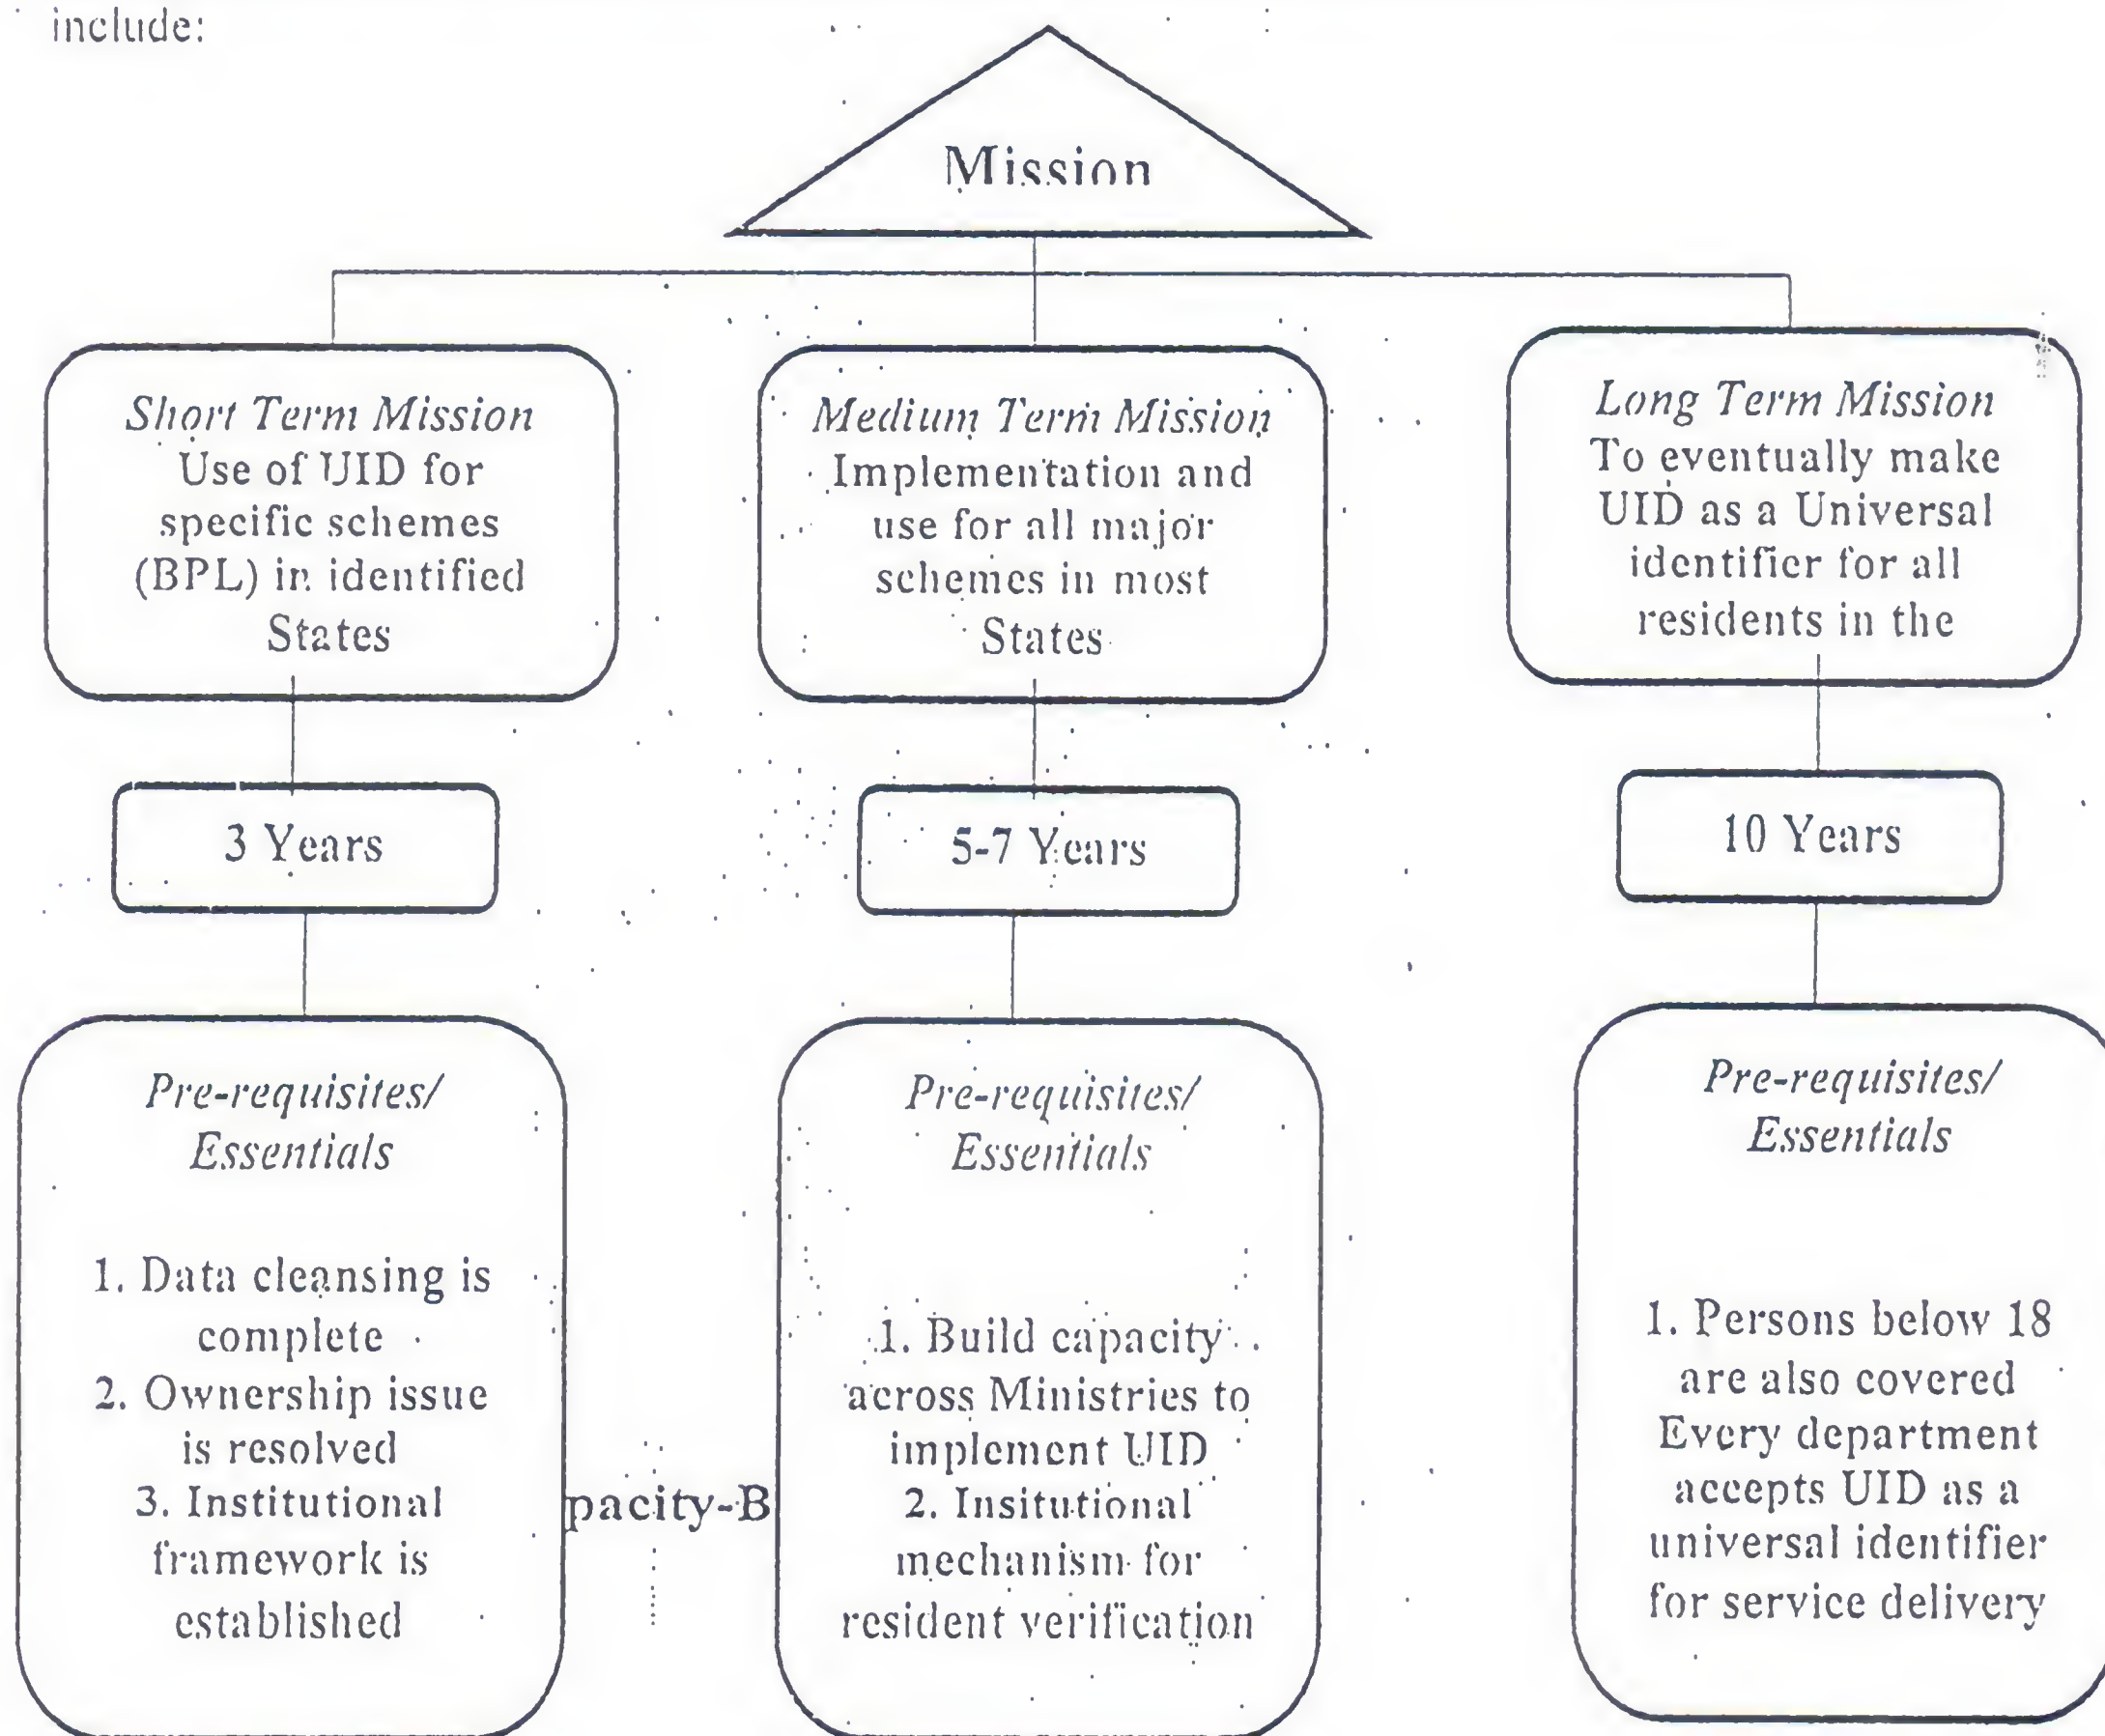 include:
Mission
Short Term Mission
Use of UID for
specific schemes
(BPL) in identified
States
Medium Term Mission
Implementation and
use for all major
schemes in most
States
Long Term Mission
To eventually make
UID as a Universal
identifier for all
residents in the
3 Years
5-7 Years
10 Years
Pre-requisites/
Essentials
1. Data cleansing is
complete
2. Ownership issue
is resolved
3. Institutional
framework is
established
pacity-B
Pre-requisites/
Essentials
1. Build capacity
across Ministries to
implement UID
2. Insitutional
mechanism for
resident verification
Pre-requisites/
Essentials
1. Persons below 18
are also covered
Every department
accepts UID as a
universal identifier
for service delivery